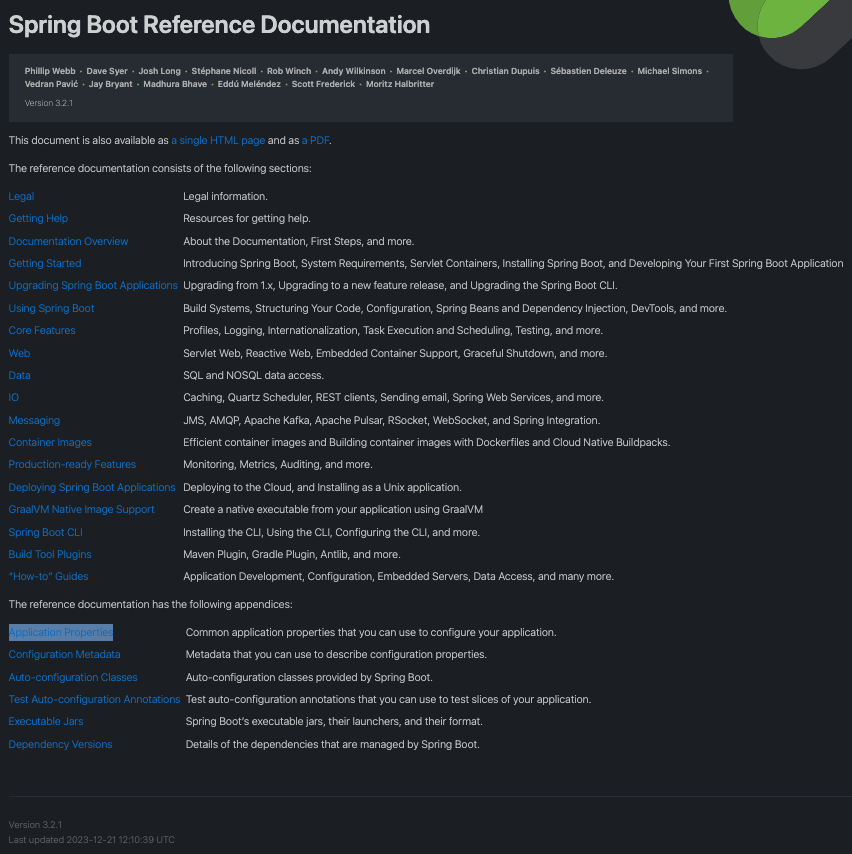 Spring Boot Reference Documentation
Phillip Webb · Dave Syer · Josh Long · Stéphane Nicoll · Rob Winch · Andy Wilkinson · Marcel Overdijk · Christian Dupuis · Sébastien Deleuze · Michael Simons ·
Vedran Pavić · Jay Bryant · Madhura Bhave · Eddú Meléndez · Scott Frederick · Moritz Halbritter
Version 3.2.1
This document is also available as a single HTML page and as a PDF.
The reference documentation consists of the following sections:
Legal Legal information.
Getting Help Resources for getting help.
Documentation Overview About the Documentation, First Steps, and more.
Getting Started Introducing Spring Boot, System Requirements, Servlet Containers, Installing Spring Boot, and Developing Your First Spring Boot Application
Upgrading Spring Boot Applications Upgrading from 1.x, Upgrading to a new feature release, and Upgrading the Spring Boot CLI.
Using Spring Boot Build Systems, Structuring Your Code, Configuration, Spring Beans and Dependency Injection, DevTools, and more.
Core Features Profiles, Logging, Internationalization, Task Execution and Scheduling, Testing, and more.
Web Servlet Web, Reactive Web, Embedded Container Support, Graceful Shutdown, and more.
Data SQL and NOSQL data access.
IO Caching, Quartz Scheduler, REST clients, Sending email, Spring Web Services, and more.
Messaging JMS, AMQP, Apache Kafka, Apache Pulsar, RSocket, WebSocket, and Spring Integration.
Container Images Efficient container images and Building container images with Dockerfiles and Cloud Native Buildpacks.
Production-ready Features Monitoring, Metrics, Auditing, and more.
Deploying Spring Boot Applications Deploying to the Cloud, and Installing as a Unix application.
GraalVM Native Image Support Create a native executable from your application using GraalVM
Spring Boot CLI Installing the CLI, Using the CLI, Configuring the CLI, and more.
Build Tool Plugins Maven Plugin, Gradle Plugin, Antlib, and more.
“How-to” Guides Application Development, Configuration, Embedded Servers, Data Access, and many more.
The reference documentation has the following appendices:
Application Properties Common application properties that you can use to configure your application.
Configuration Metadata Metadata that you can use to describe configuration properties.
Auto-configuration Classes Auto-configuration classes provided by Spring Boot.
Test Auto-configuration Annotations Test auto-configuration annotations that you can use to test slices of your application.
Executable Jars Spring Boot’s executable jars, their launchers, and their format.
Dependency Versions Details of the dependencies that are managed by Spring Boot.
Version 3.2.1
Last updated 2023-12-21 12:10:39 UTC